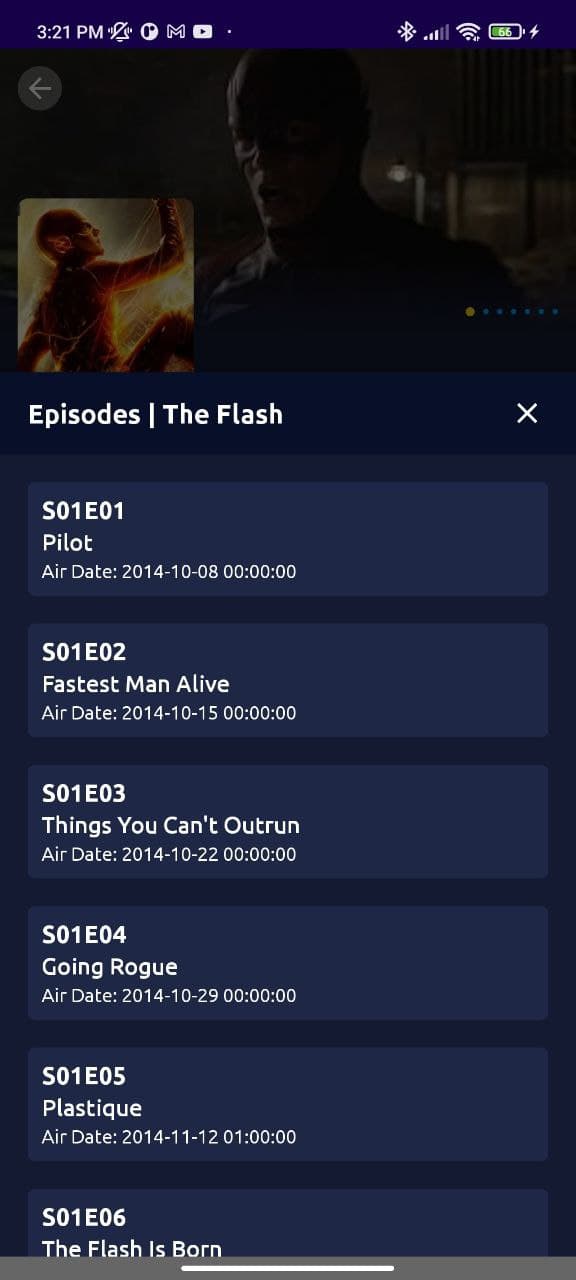 3:21 PM
66
Episodes | The Flash
S01E01
Pilot
Air Date: 2014-10-08 00:00:00
S01E02
Fastest Man Alive
Air Date: 2014-10-15 00:00:00
S01E03
Things You Can't Outrun
Air Date: 2014-10-22 00:00:00
S01E04
Going Rogue
Air Date: 2014-10-29 00:00:00
S01E05
Plastique
Air Date: 2014-11-12 01:00:00
S01E06
The Flash Is Born